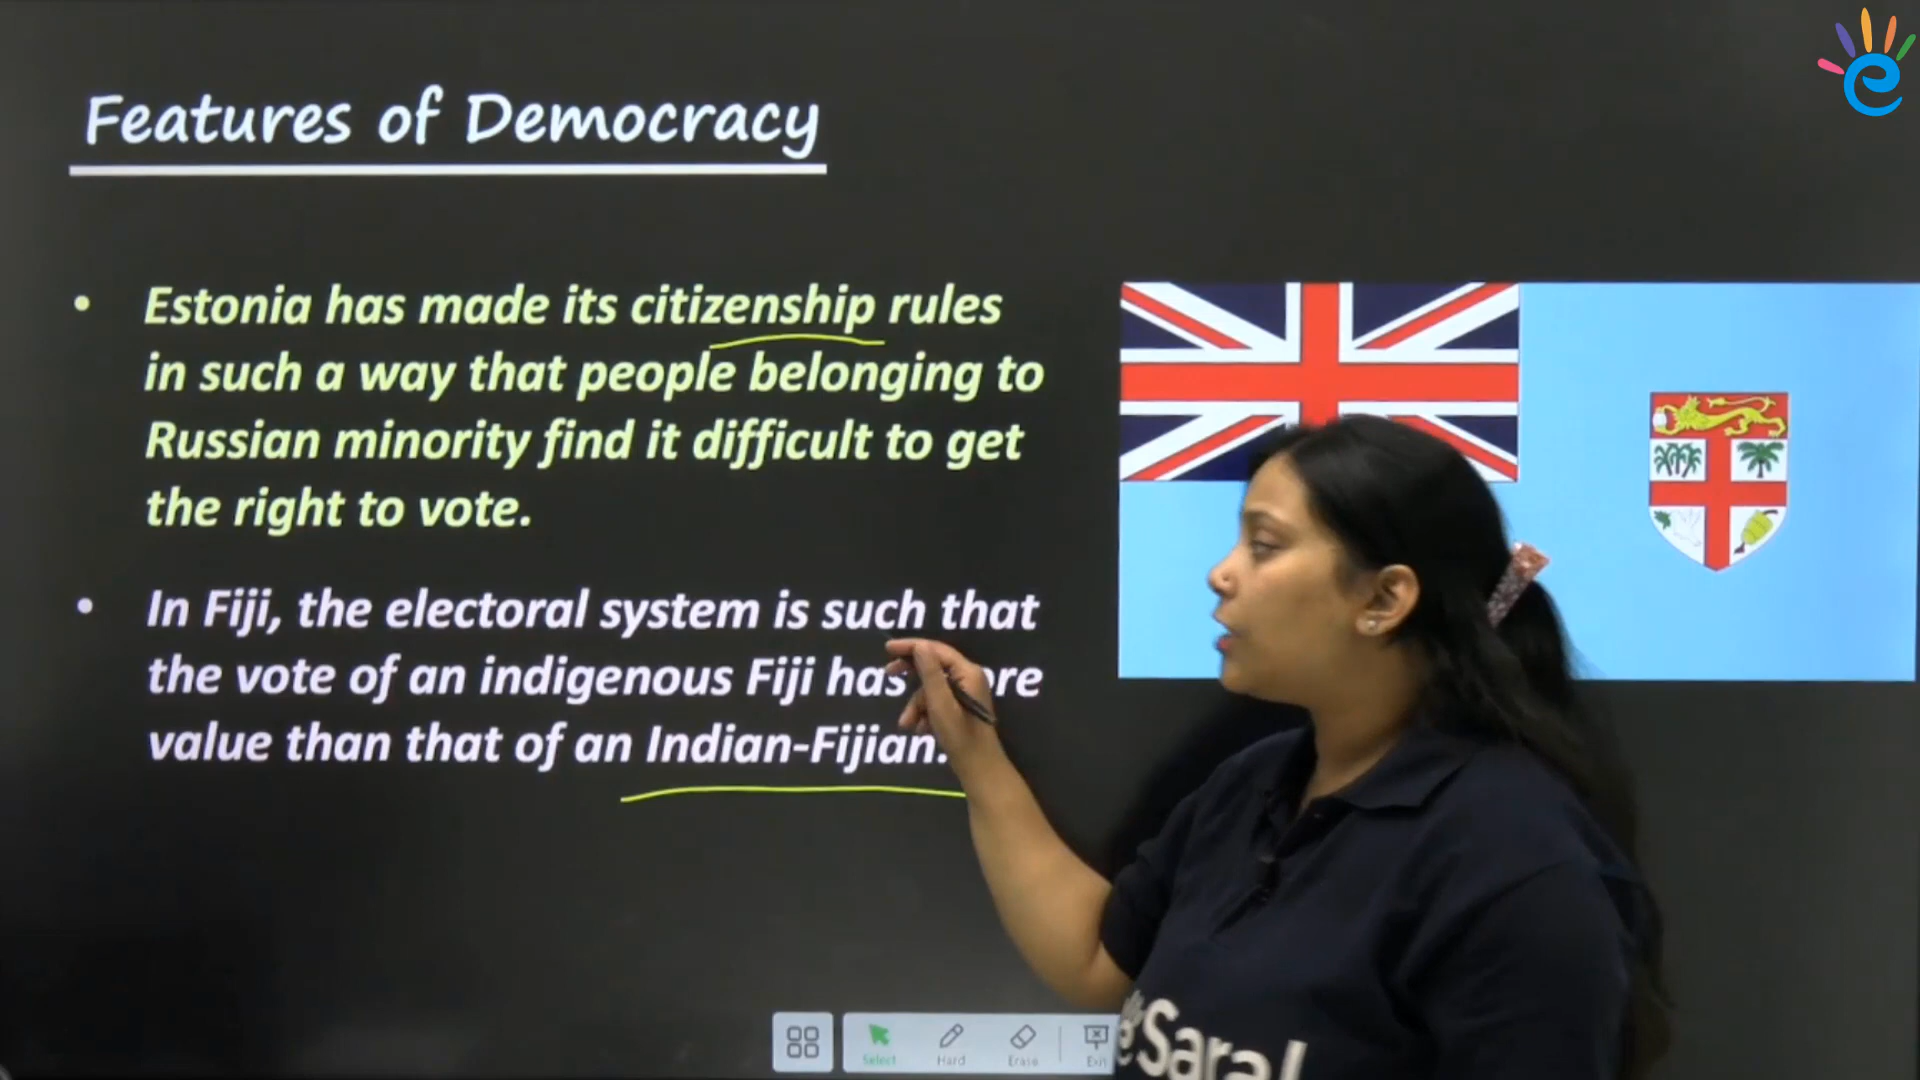 Features of Democracy
• Estonia has made its citizenship rules
in such a way that people belonging to
Russian minority find it difficult to get
the right to vote.
• In Fiji, the electoral system is such that
the vote of an indigenous Fiji has
value than that of an Indian-Fijian.
Select Hard Erase Exit
eSaral
e